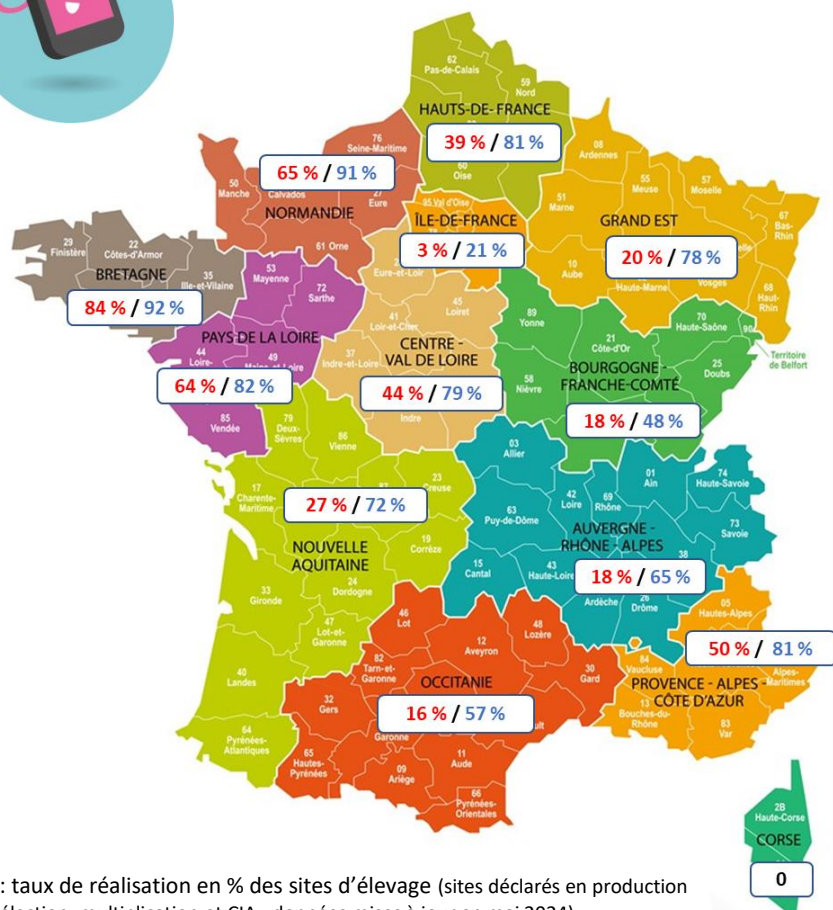 62
Pas-de-Calais
59
Nord
HAUTS-DE-FRANCE
39 % / 81 %
60
Oise
76
Seine-Maritime
65 % / 91 %
50
Manche
Calvados
27
Eure
NORMANDIE
61 Orne
95 Val d'Oise
ÎLE-DE-FRANCE
3 % / 21 %
08
Ardennes
55
Meuse
57
Moselle
51
Marne
67
Bas-
Rhin
GRAND EST
20 % / 78 %
10
Aube
Haute-Marne
Vosges
68
Haut-
Rhin
29
Finistère
22
Côtes-d'Armor
BRETAGNE
35
Ille-et-Vilaine
84 % / 92 %
53
Mayenne
72
Sarthe
PAYS DE LA LOIRE
44
Loire-
49
64 % / 82 %
85
Vendée
Eure-et-Loir
45
Loiret
41
Loir-et-Cher
37
Indre-et-Loire
CENTRE -
VAL DE LOIRE
44 % / 79 %
Indre
89
Yonne
21
Côte-d'Or
70
Haute-Saône
90
Territoire
de Belfort
25
Doubs
58
Nièvre
BOURGOGNE -
FRANCHE-COMTÉ
18 % / 48 %
79
Deux-
Sèvres
86
Vienne
17
Charente-
Maritime
23
Creuse
27 % / 72 %
19
Corrèze
NOUVELLE
AQUITAINE
24
Dordogne
33
Gironde
47
Lot-et-
Garonne
40
Landes
64
Pyrénées-
Atlantiques
03
Allier
01
Ain
74
Haute-Savoie
42
Loire
69
Rhône
63
Puy-de-Dôme
73
Savoie
AUVERGNE -
RHÔNE - ALPES
38
15
Cantal
43
Haute-Loire
18 % / 65 %
Ardèche
26
Drôme
46
Lot
48
Lozère
12
Aveyron
82
Tarn-et-
Garonne
30
Gard
OCCITANIE
32
Gers
16 % / 57 %
Garonne
65
Hautes-
Pyrénées
09
Ariège
11
Aude
66
Pyrénées-
Orientales
05
Hautes-Alpes
50 % / 81 %
84
Vaucluse
Alpes-
Maritimes
PROVENCE - ALPES -
CÔTE D'AZUR
13
Bouches-du-
Rhône
83
Var
2B
Haute-Corse
CORSE
0
: taux de réalisation en % des sites d'élevage (sites déclarés en production